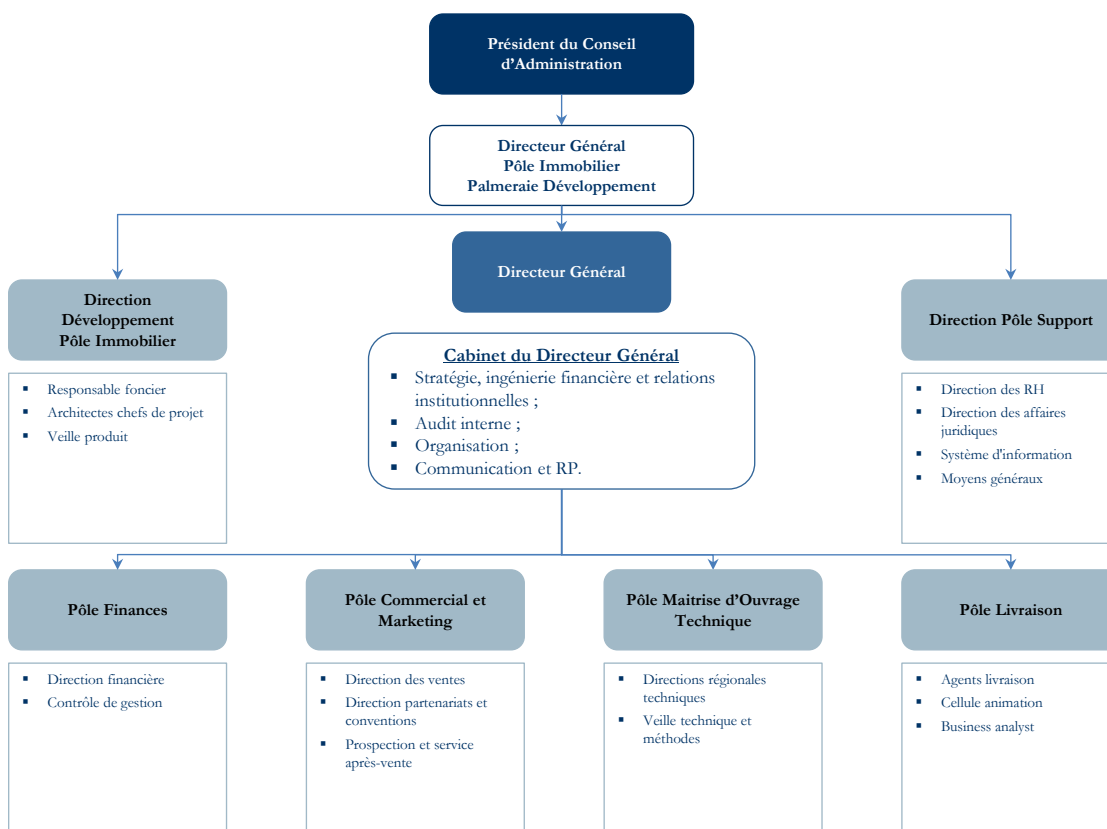 Président du Conseil
d'Administration
Directeur Général
Pôle Immobilier
Palmeraie Développement
Directeur Général
Direction
Développement
Pôle Immobilier
Direction Pôle Support
▪ Responsable foncier
▪ Architectes chefs de projet
▪ Veille produit
Cabinet du Directeur Général
▪ Stratégie, ingénierie financière et relations
institutionnelles ;
▪ Audit interne ;
▪ Organisation ;
▪ Communication et RP.
▪ Direction des RH
▪ Direction des affaires
juridiques
▪ Système d'information
▪ Moyens généraux
Pôle Finances
Pôle Commercial et
Marketing
Pôle Maitrise d'Ouvrage
Technique
Pôle Livraison
▪ Direction financière
▪ Contrôle de gestion
▪ Direction des ventes
▪ Direction partenariats et
conventions
▪ Prospection et service
après-vente
▪ Directions régionales
techniques
▪ Veille technique et
méthodes
▪ Agents livraison
▪ Cellule animation
▪ Business analyst